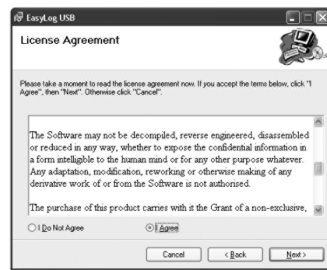 EasyLog USB
License Agreement
Please take a moment to read the license agreement now. If you accept the terms below, click "I
Agree", then "Next". Otherwise click "Cancel".
The Software may not be decompiled, reverse engineered, disassembled
or reduced in any way, whether to expose the confidential information in
a form intelligible to the human mind or for any other purpose whatever.
Any adaptation, modification, reworking or otherwise making of any
derivative work of or from the Software is not authorised.
The purchase of this product carries with it the Grant of a non-exclusive,
I Do Not Agree I Agree
Cancel < Back Next >